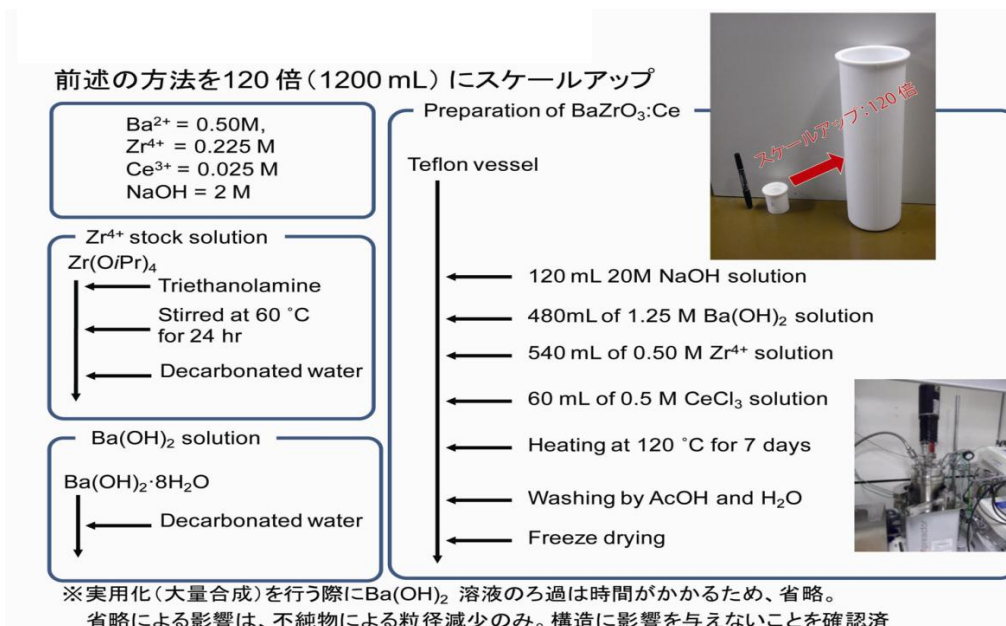 前述の方法を120 倍(1200 mL) にスケールアップ
Ba²⁺ = 0.50M,
Zr⁴⁺ = 0.225 M
Ce³⁺ = 0.025 M
NaOH = 2 M
Zr⁴⁺ stock solution
Zr(OiPr)₄
Triethanolamine
Stirred at 60 ˚C
for 24 hr
Decarbonated water
Ba(OH)₂ solution
Ba(OH)₂·8H₂O
Decarbonated water
Preparation of BaZrO₃:Ce
Teflon vessel
スケールアップ:120 倍
120 mL 20M NaOH solution
480mL of 1.25 M Ba(OH)₂ solution
540 mL of 0.50 M Zr⁴⁺ solution
60 mL of 0.5 M CeCl₃ solution
Heating at 120 ˚C for 7 days
Washing by AcOH and H₂O
Freeze drying
※実用化(大量合成)を行う際にBa(OH)₂ 溶液のろ過は時間がかかるため、省略。
省略による影響は、不純物による粒径減少のみ。構造に影響を与えないことを確認済